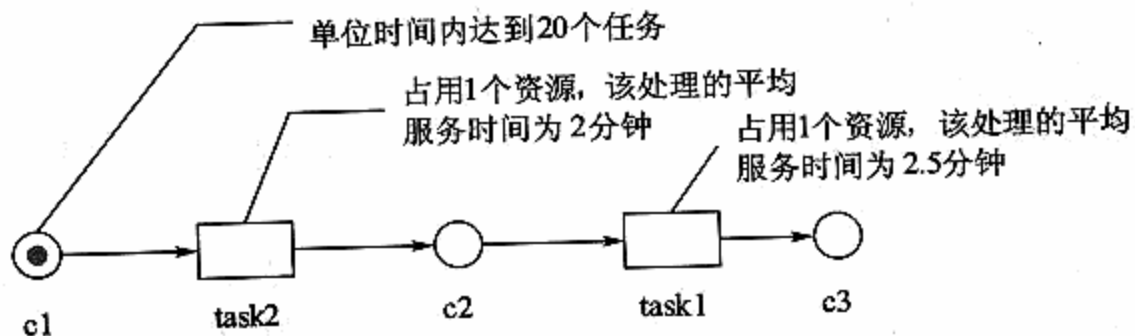 单位时间内达到20个任务
占用1个资源，该处理的平均
服务时间为 2分钟
占用1个资源，该处理的平均
服务时间为 2.5分钟
c1
task2
c2
task1
c3